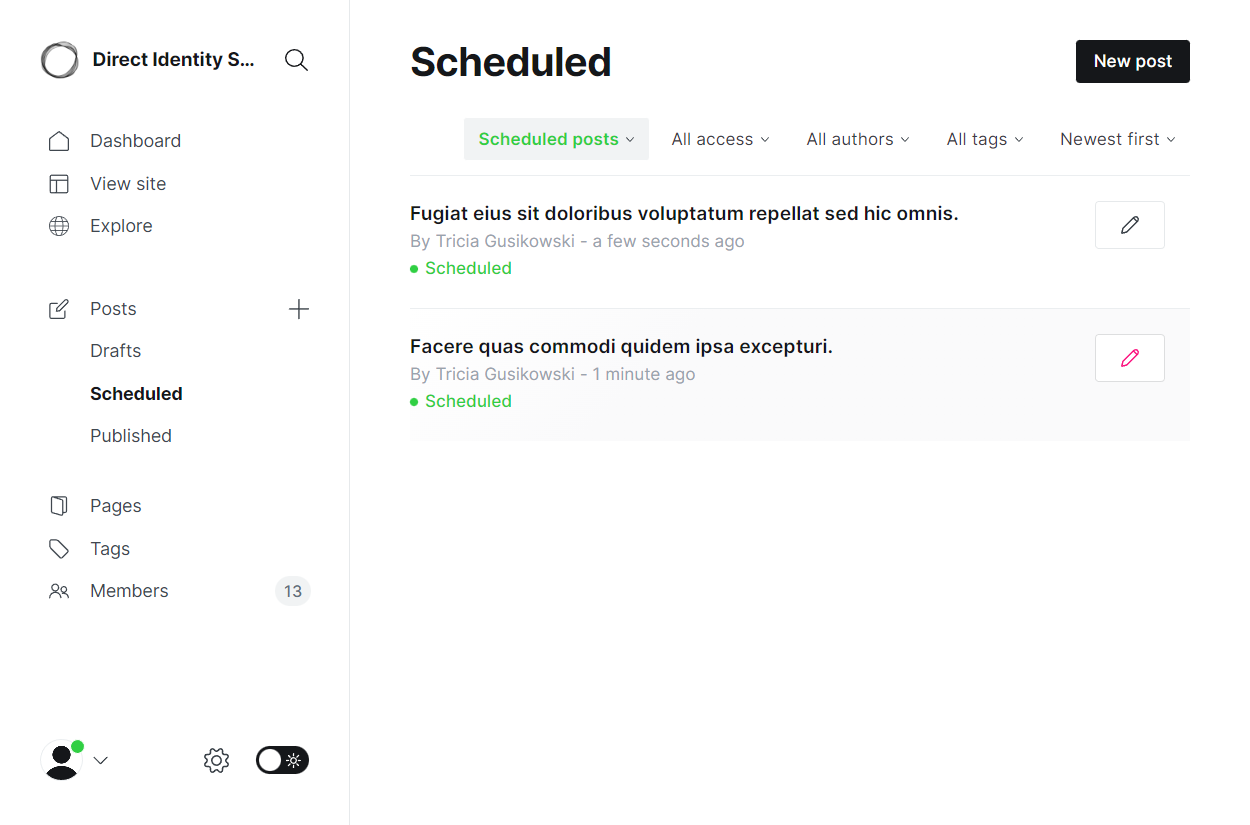 Direct Identity S...
Dashboard
View site
Explore
Posts
Drafts
Scheduled
Published
Pages
Tags
Members 13
Scheduled
New post
Scheduled posts All access All authors All tags Newest first
Fugiat eius sit doloribus voluptatum repellat sed hic omnis.
By Tricia Gusikowski - a few seconds ago
Scheduled
Facere quas commodi quidem ipsa excepturi.
By Tricia Gusikowski - 1 minute ago
Scheduled